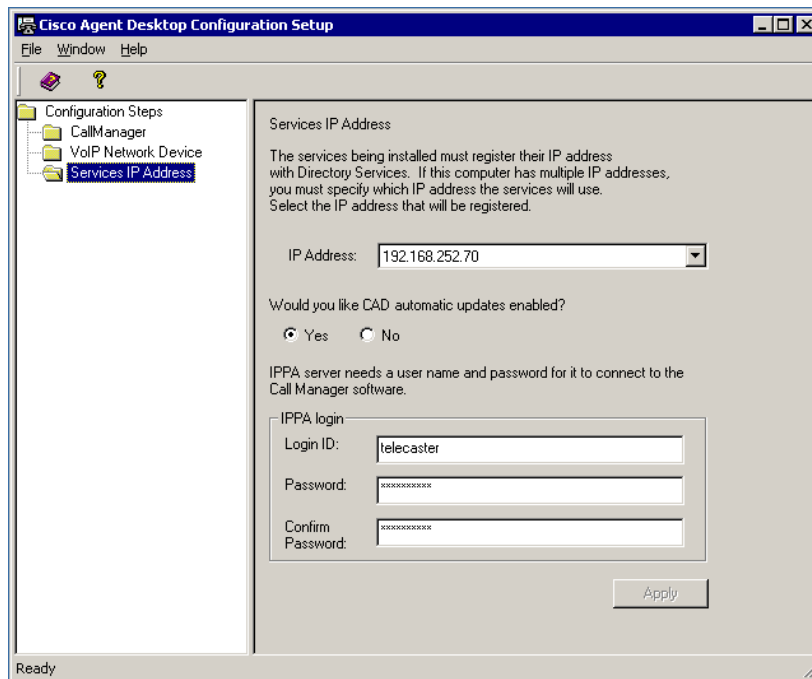 Cisco Agent Desktop Configuration Setup
File Window Help
Configuration Steps
CallManager
VoIP Network Device
Services IP Address
Services IP Address
The services being installed must register their IP address
with Directory Services. If this computer has multiple IP addresses,
you must specify which IP address the services will use.
Select the IP address that will be registered.
IP Address: 192.168.252.70
Would you like CAD automatic updates enabled?
Yes No
IPPA server needs a user name and password for it to connect to the
Call Manager software.
IPPA login
Login ID: telecaster
Password: **********
Confirm
Password: **********
Apply
Ready